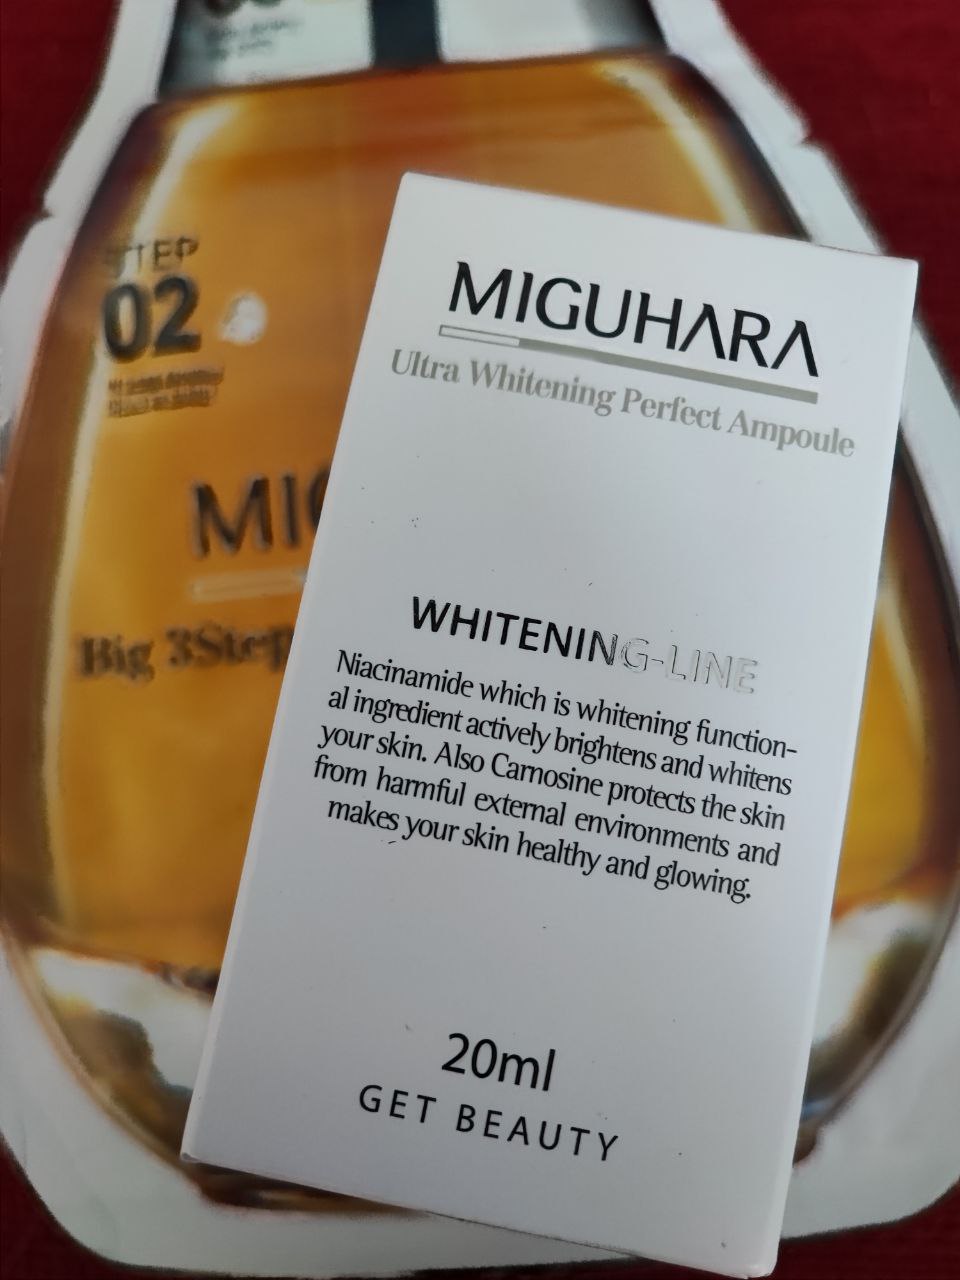 STEP
02
MIG
Big 3Step
MIGUHARA
Ultra Whitening Perfect Ampoule
WHITENING-LINE
Niacinamide which is whitening function-
al ingredient actively brightens and whitens
your skin. Also Carnosine protects the skin
from harmful external environments and
makes your skin healthy and glowing.
20ml
GET BEAUTY